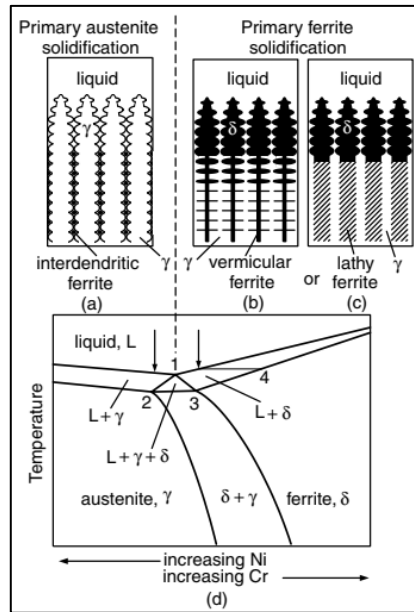 Primary austenite
solidification
Primary ferrite
solidification
liquid
γ
interdendritic
ferrite
γ
(a)
liquid
δ
γ
vermicular
ferrite
(b)
or
liquid
δ
lathy
ferrite
γ
(c)
liquid, L
1
2
3
4
L+γ
L+δ
L+γ+δ
Temperature
austenite, γ
δ+γ
ferrite, δ
increasing Ni
increasing Cr
(d)